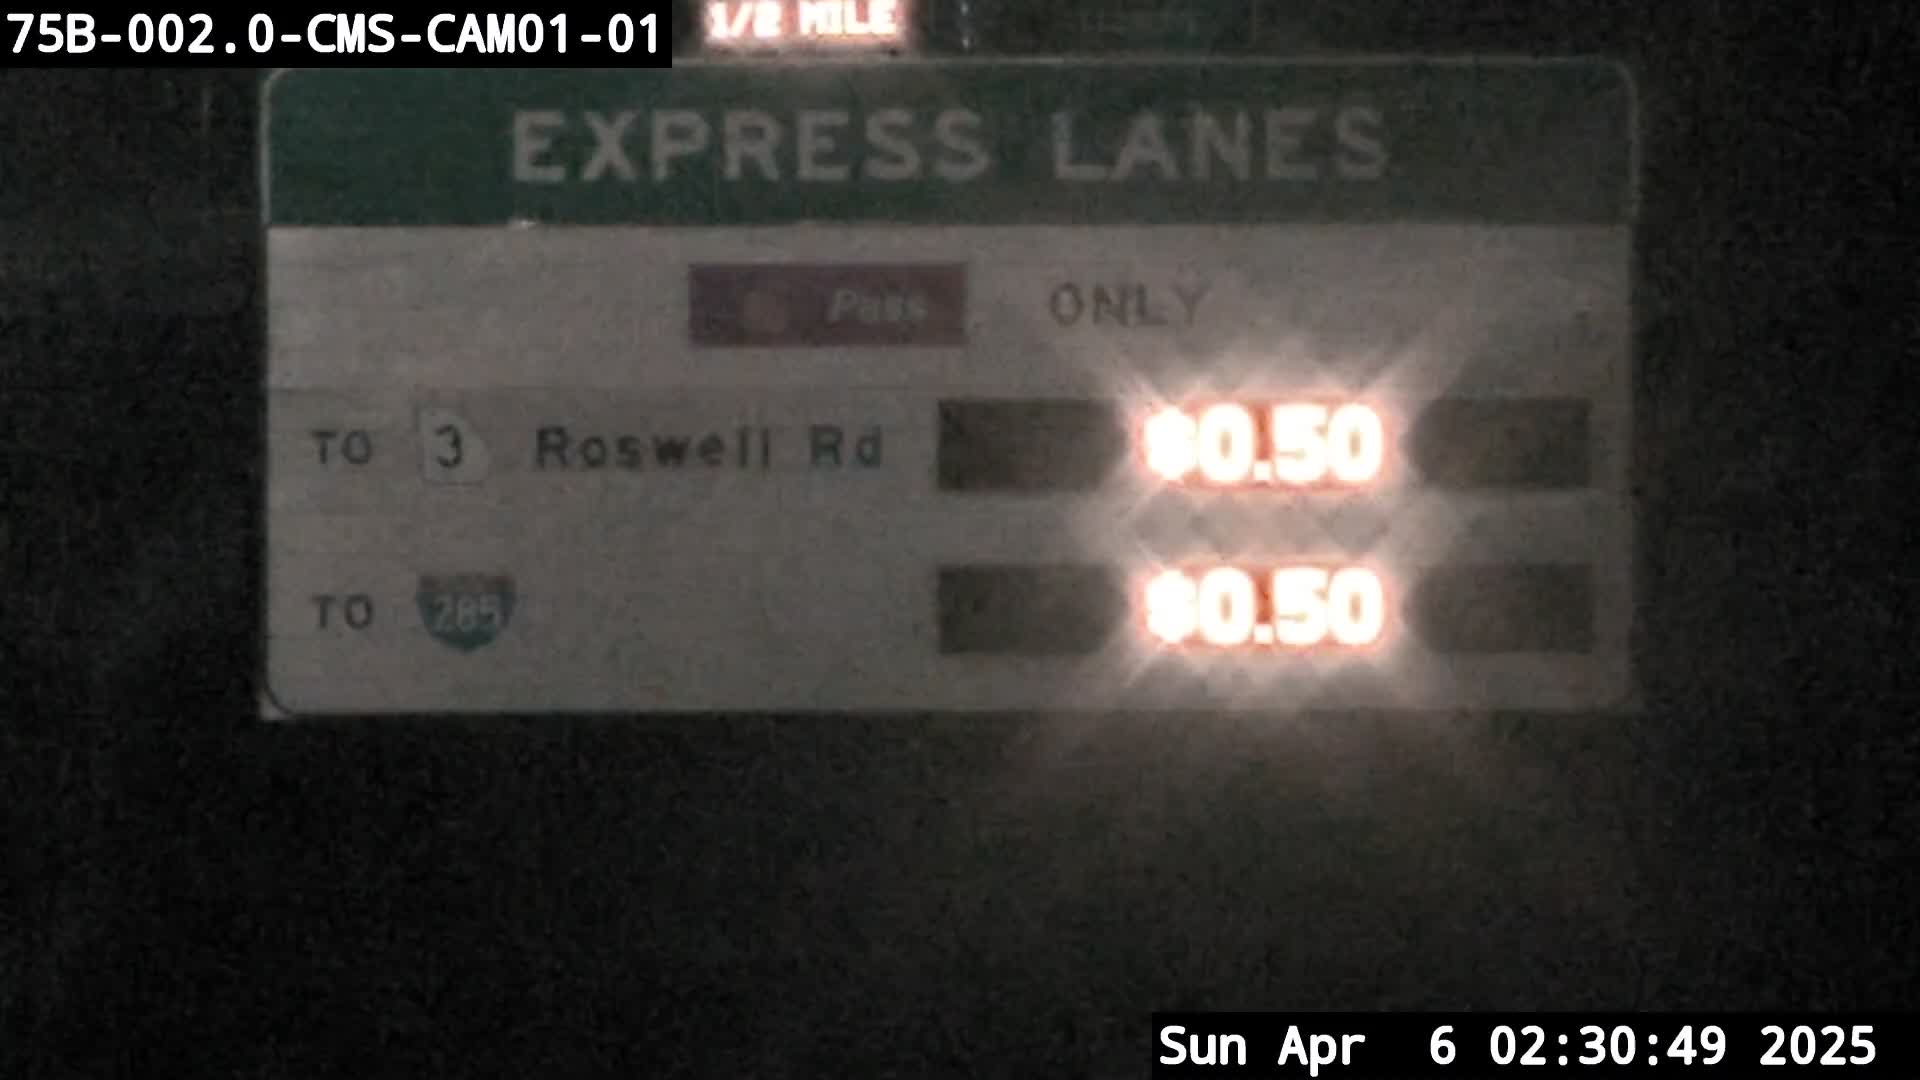 75B-002.0-CMS-CAM01-01
1/2 MILE
EXPRESS LANES
Pass ONLY
TO 3 Roswell Rd $0.50
TO 285 $0.50
Sun Apr 6 02:30:49 2025